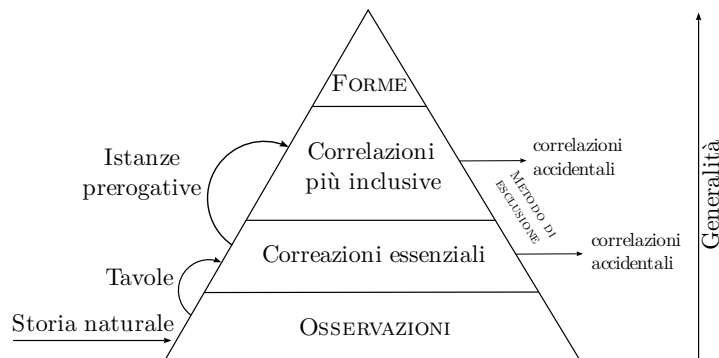 FORME
Istanze
prerogative
Correlazioni
più inclusive
correlazioni
accidentali
METODO DI
ESCLUSIONE
Tavole
Correazioni essenziali
correlazioni
accidentali
Storia naturale
OSSERVAZIONI
Generalità